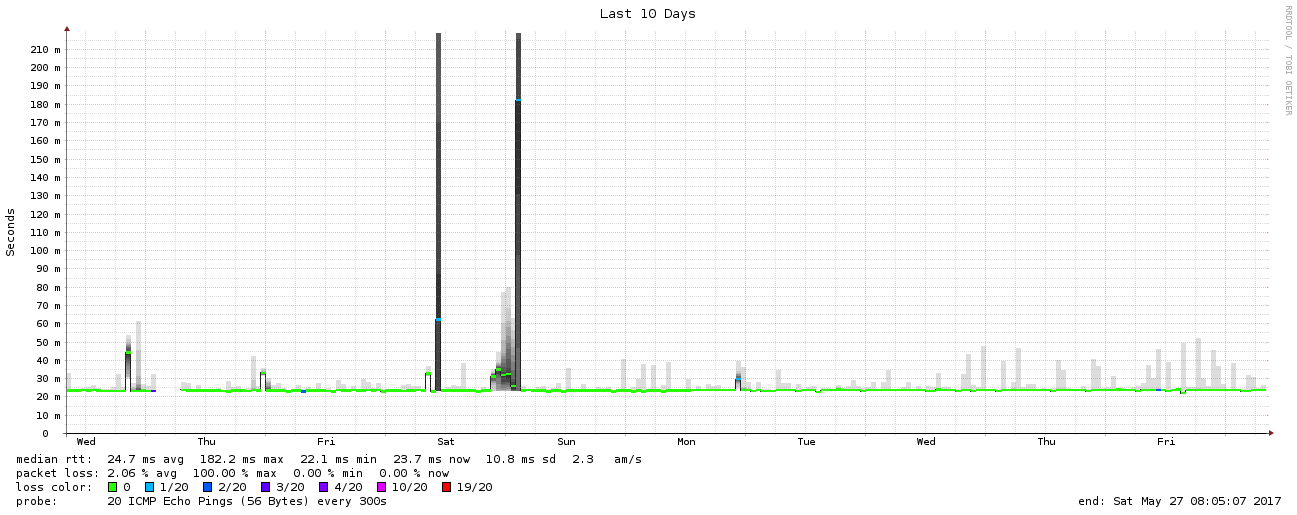 Last 10 Days
RRDTOOL / TOBI OETIKER
Seconds
210 m
200 m
190 m
180 m
170 m
160 m
150 m
140 m
130 m
120 m
110 m
100 m
90 m
80 m
70 m
60 m
50 m
40 m
30 m
20 m
10 m
0
Wed Thu Fri Sat Sun Mon Tue Wed Thu Fri
median rtt: 24.7 ms avg 182.2 ms max 22.1 ms min 23.7 ms now 10.8 ms sd 2.3 am/s
packet loss: 2.06 % avg 100.00 % max 0.00 % min 0.00 % now
loss color: 0 1/20 2/20 3/20 4/20 10/20 19/20
probe: 20 ICMP Echo Pings (56 Bytes) every 300s end: Sat May 27 08:05:07 2017